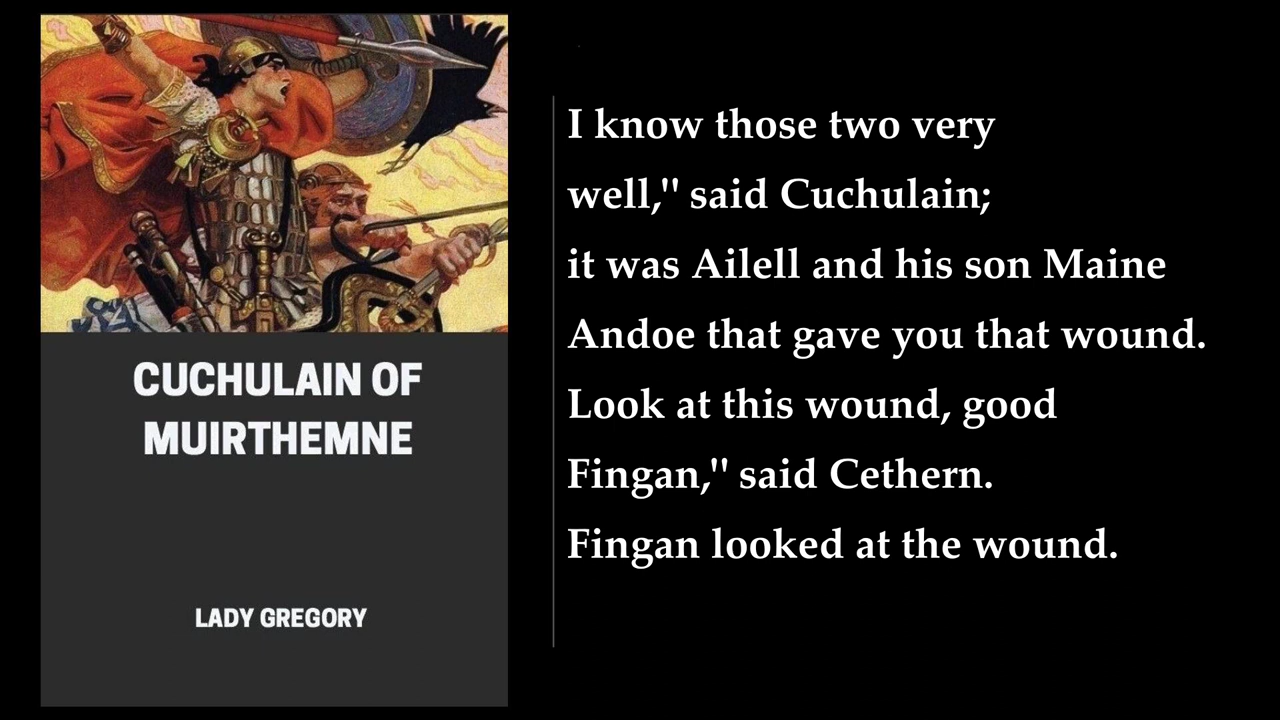 CUCHULAIN OF
MUIRTHEMNE
LADY GREGORY
I know those two very
well," said Cuchulain;
it was Ailell and his son Maine
Andoe that gave you that wound.
Look at this wound, good
Fingan," said Cethern.
Fingan looked at the wound.